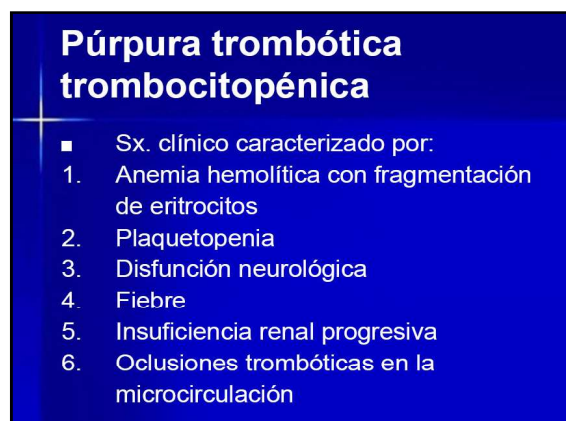 Púrpura trombótica
trombocitopénica
■ Sx. clínico caracterizado por:
1. Anemia hemolítica con fragmentación
de eritrocitos
2. Plaquetopenia
3. Disfunción neurológica
4. Fiebre
5. Insuficiencia renal progresiva
6. Oclusiones trombóticas en la
microcirculación